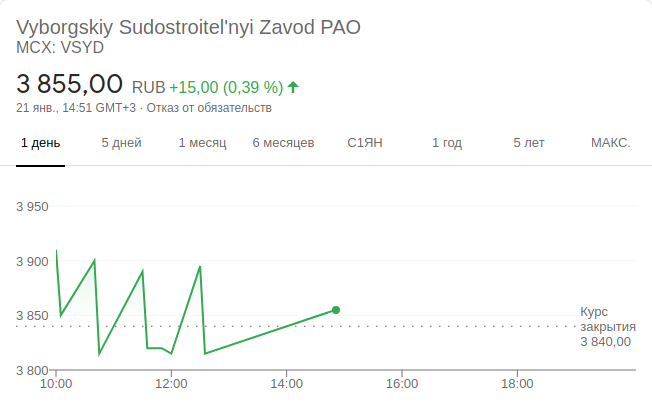 Vyborgskiy Sudostroitel'nyi Zavod PAO
MCX: VSYD
3 855,00 RUB +15,00 (0,39 %)
21 янв., 14:51 GMT+3 · Отказ от обязательств
1 день 5 дней 1 месяц 6 месяцев С1ЯН 1 год 5 лет МАКС.
3 950
3 900
3 850
Курс
закрытия
3 840,00
3 800
10:00 12:00 14:00 16:00 18:00